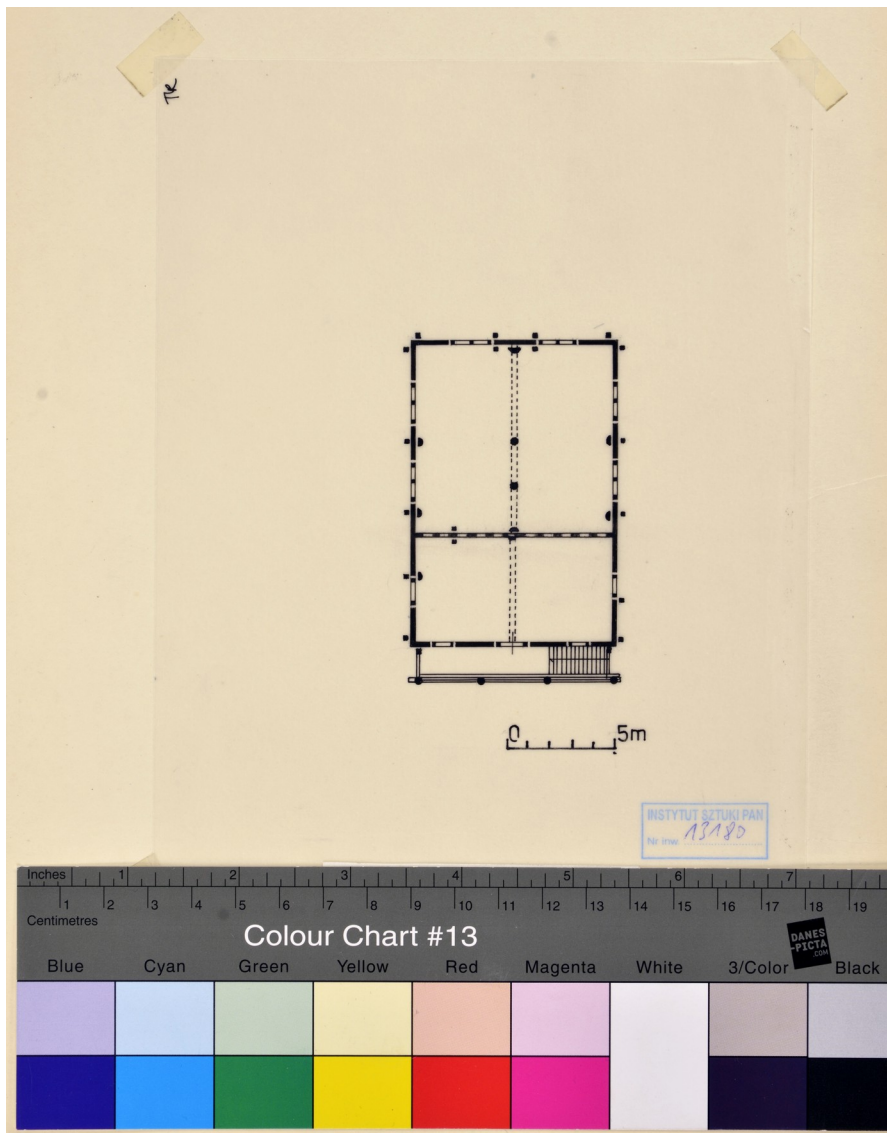 TR
0 5m
INSTYTUT SZTUKI PAN
Nr inw. 13180
Inches 1 2 3 4 5 6 7
1 2 3 4 5 6 7 8 9 10 11 12 13 14 15 16 17 18 19
Centimetres
Colour Chart #13
DANES
-PICTA
.COM
Blue Cyan Green Yellow Red Magenta White 3/Color Black